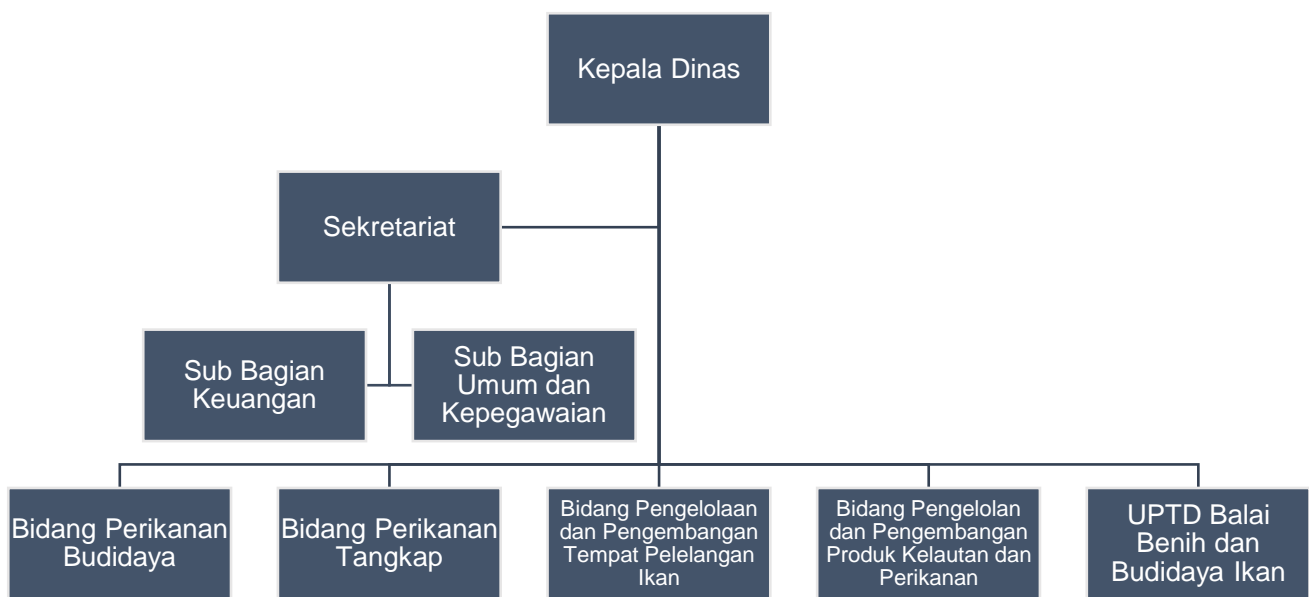 Kepala Dinas
Sekretariat
Sub Bagian
Keuangan
Sub Bagian
Umum dan
Kepegawaian
Bidang Perikanan
Budidaya
Bidang Perikanan
Tangkap
Bidang Pengelolaan
dan Pengembangan
Tempat Pelelangan
Ikan
Bidang Pengelolan
dan Pengembangan
Produk Kelautan dan
Perikanan
UPTD Balai
Benih dan
Budidaya Ikan